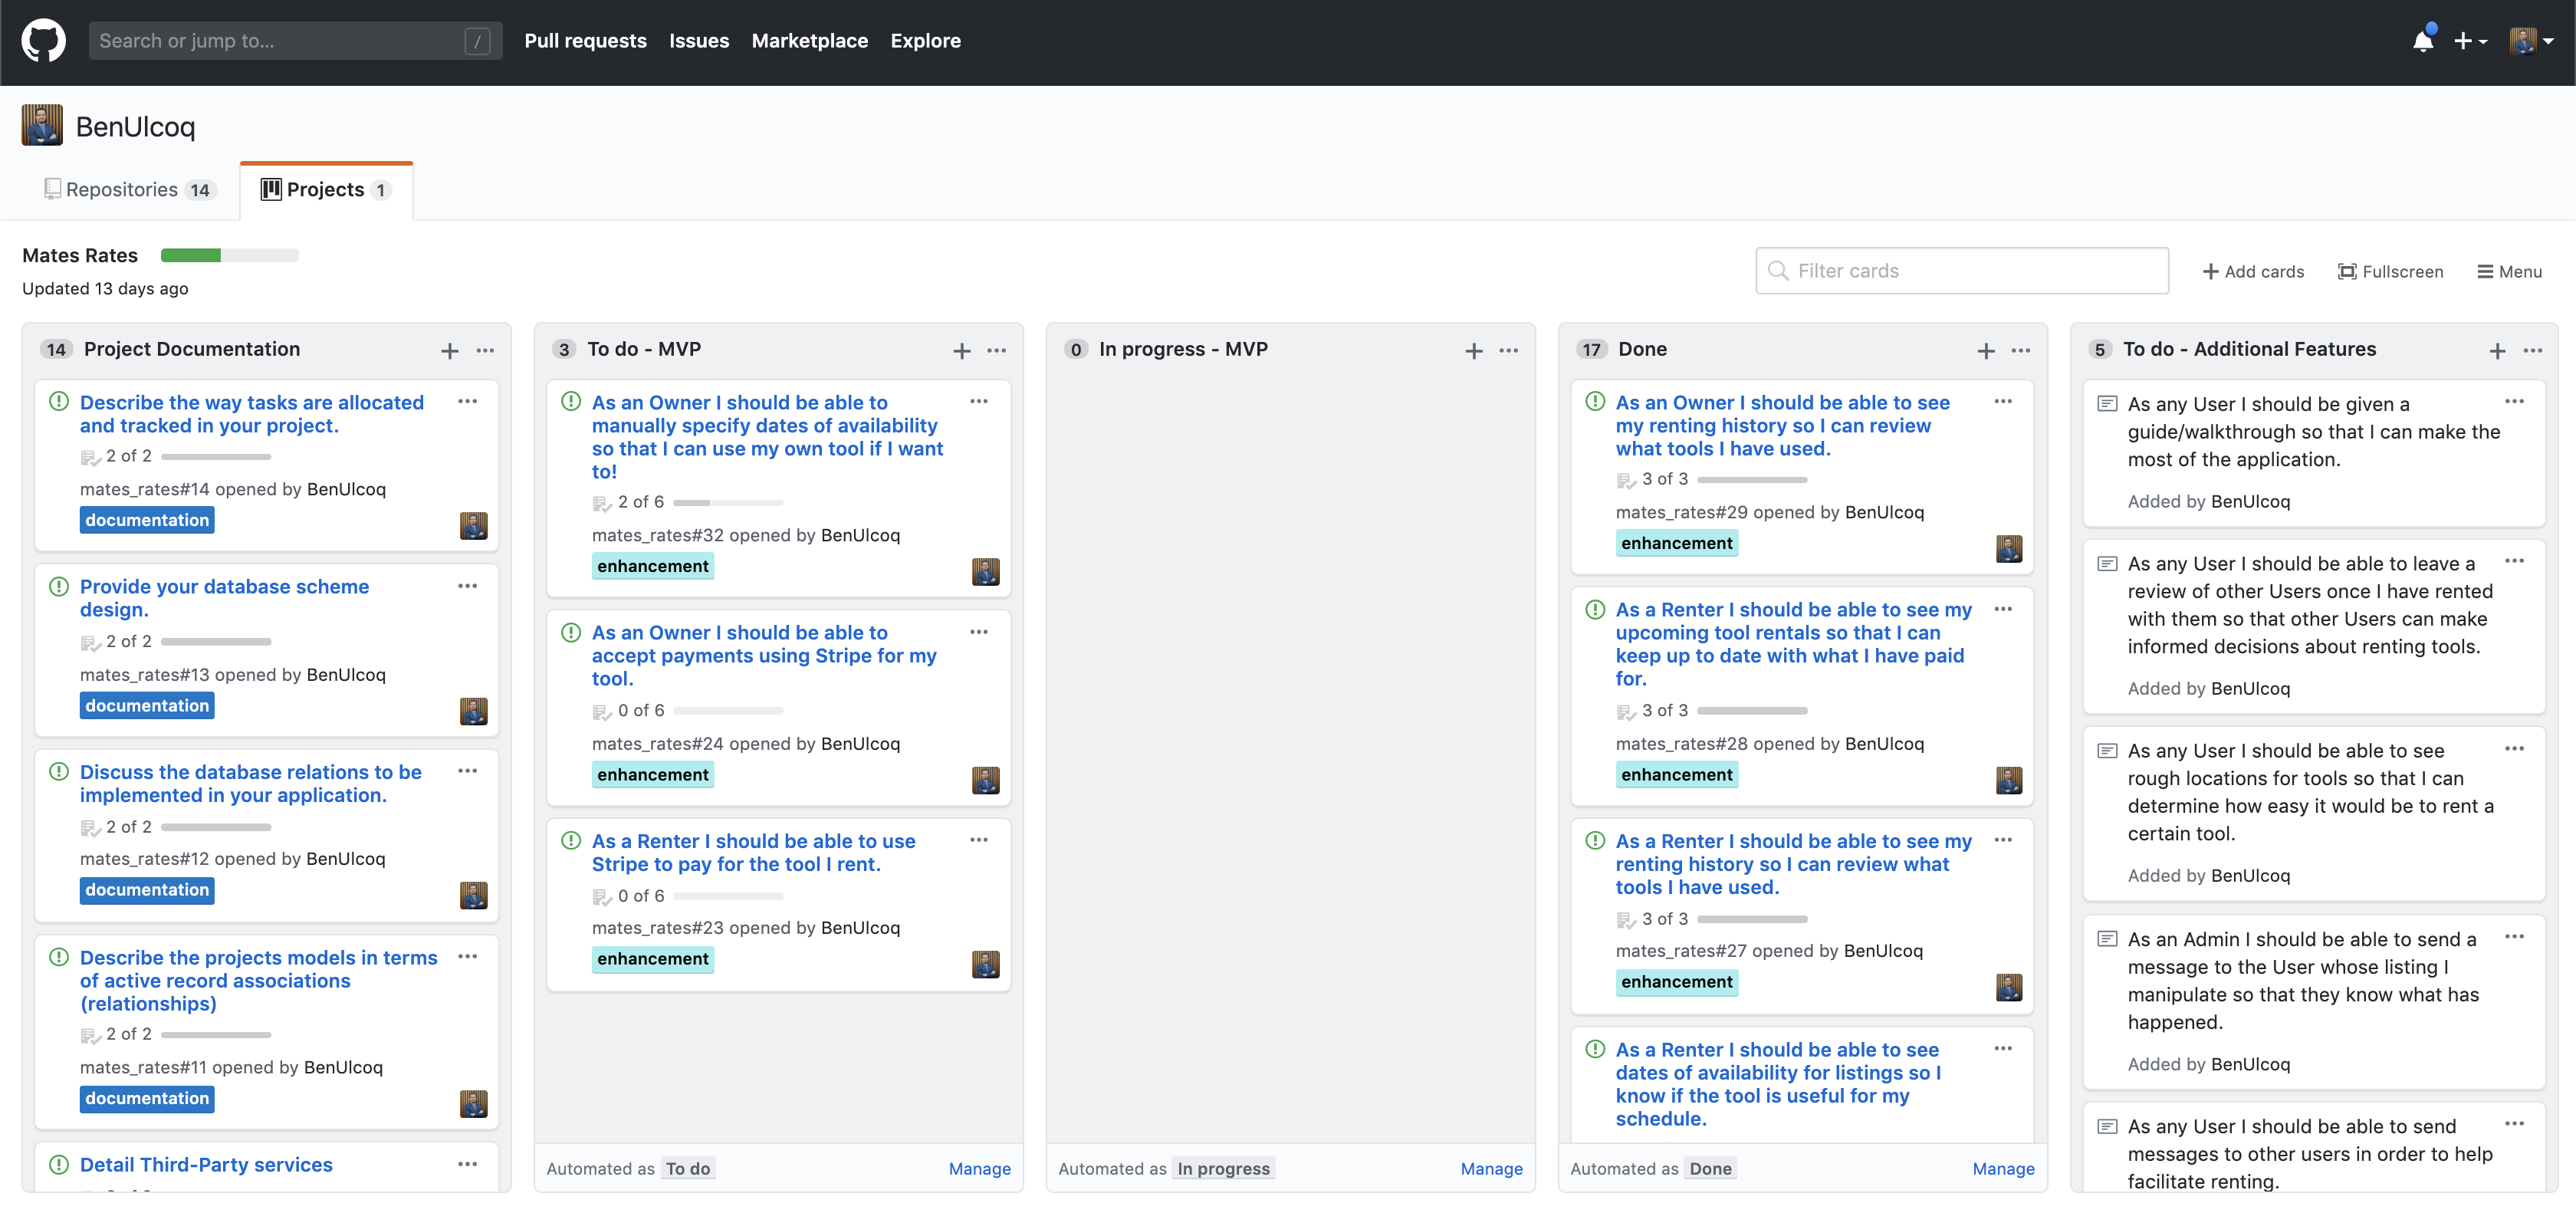 Search or jump to... /
Pull requests
Issues
Marketplace
Explore
BenUlcoq
Repositories 14
Projects 1
Mates Rates
Updated 13 days ago
Filter cards
Add cards
Fullscreen
Menu
14 Project Documentation
Describe the way tasks are allocated
and tracked in your project.
2 of 2
mates_rates#14 opened by BenUlcoq
documentation
Provide your database scheme
design.
2 of 2
mates_rates#13 opened by BenUlcoq
documentation
Discuss the database relations to be
implemented in your application.
2 of 2
mates_rates#12 opened by BenUlcoq
documentation
Describe the projects models in terms
of active record associations
(relationships)
2 of 2
mates_rates#11 opened by BenUlcoq
documentation
Detail Third-Party services
3 To do - MVP
As an Owner I should be able to
manually specify dates of availability
so that I can use my own tool if I want
to!
2 of 6
mates_rates#32 opened by BenUlcoq
enhancement
As an Owner I should be able to
accept payments using Stripe for my
tool.
0 of 6
mates_rates#24 opened by BenUlcoq
enhancement
As a Renter I should be able to use
Stripe to pay for the tool I rent.
0 of 6
mates_rates#23 opened by BenUlcoq
enhancement
Automated as To do
Manage
0 In progress - MVP
Automated as In progress
Manage
17 Done
As an Owner I should be able to see
my renting history so I can review
what tools I have used.
3 of 3
mates_rates#29 opened by BenUlcoq
enhancement
As a Renter I should be able to see my
upcoming tool rentals so that I can
keep up to date with what I have paid
for.
3 of 3
mates_rates#28 opened by BenUlcoq
enhancement
As a Renter I should be able to see my
renting history so I can review what
tools I have used.
3 of 3
mates_rates#27 opened by BenUlcoq
enhancement
As a Renter I should be able to see
dates of availability for listings so I
know if the tool is useful for my
schedule.
Automated as Done
Manage
5 To do - Additional Features
As any User I should be given a
guide/walkthrough so that I can make the
most of the application.
Added by BenUlcoq
As any User I should be able to leave a
review of other Users once I have rented
with them so that other Users can make
informed decisions about renting tools.
Added by BenUlcoq
As any User I should be able to see
rough locations for tools so that I can
determine how easy it would be to rent a
certain tool.
Added by BenUlcoq
As an Admin I should be able to send a
message to the User whose listing I
manipulate so that they know what has
happened.
Added by BenUlcoq
As any User I should be able to send
messages to other users in order to help
facilitate renting.